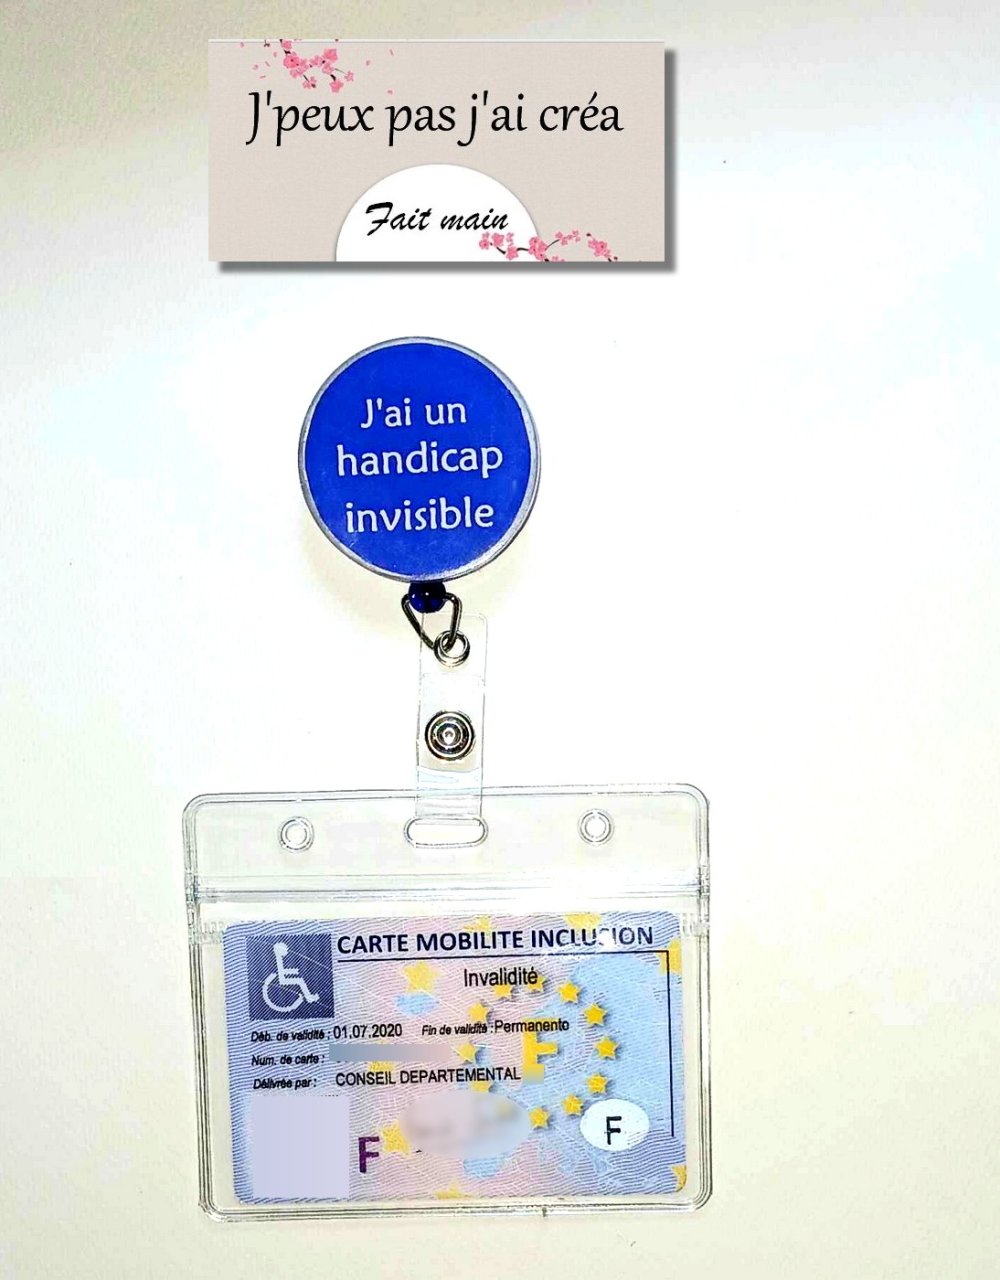 J'peux pas j'ai créa
Fait main
J'ai un
handicap
invisible
CARTE MOBILITE INCLUSION
Invalidité
Déb. de validité : 01.07.2020 Fin de validité : Permanento
Num. de carte :
Délivrée par : CONSEIL DEPARTEMENTAL
F
F
F